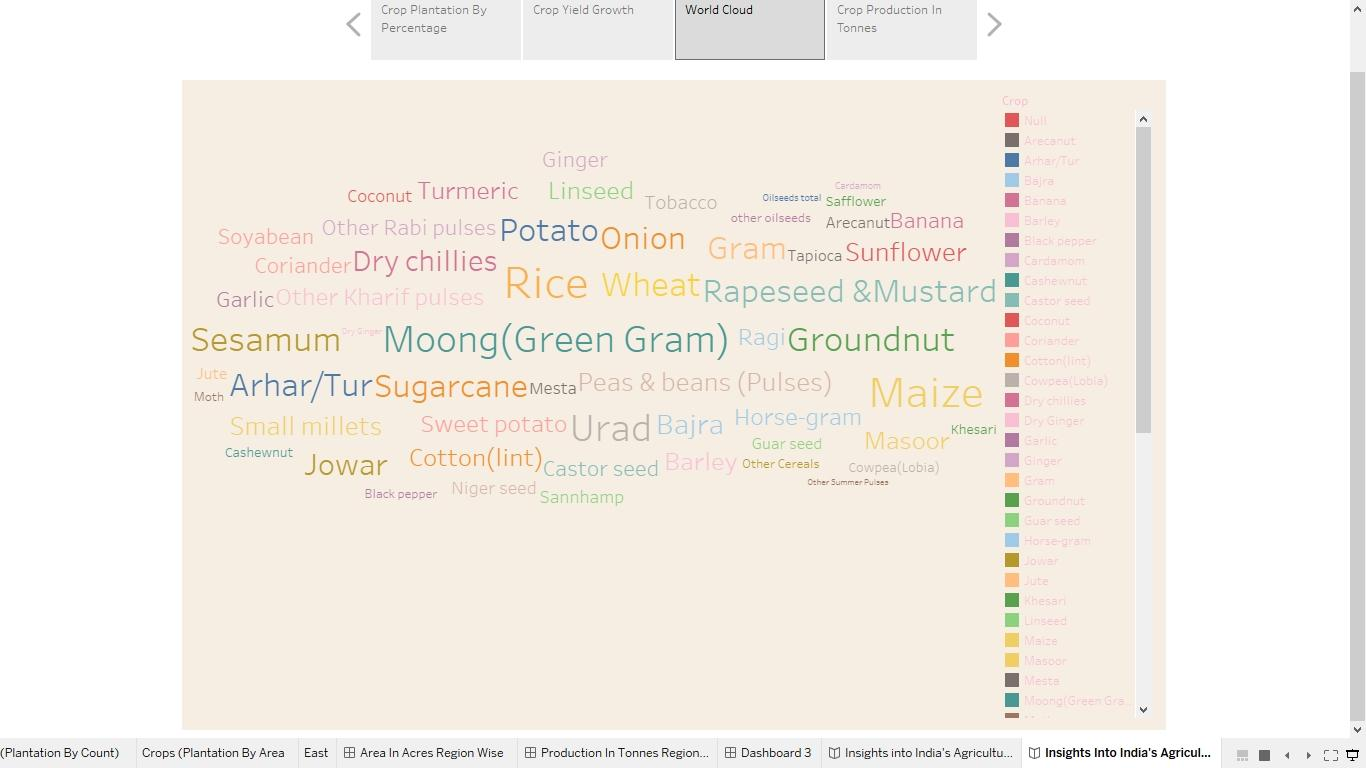 Crop Plantation By
Percentage
Crop Yield Growth
World Cloud
Crop Production In
Tonnes
Ginger
Coconut Turmeric Linseed Tobacco Oilseeds total Cardamom Safflower
Other Rabi pulses Potato Onion other oilseeds Arecanut Banana
Soyabean
Coriander Dry chillies Gram Tapioca Sunflower
Garlic Other Kharif pulses Rice Wheat Rapeseed &Mustard
Sesamum Dry Ginger Moong(Green Gram) Ragi Groundnut
Jute
Moth Arhar/Tur Sugarcane Mesta Peas & beans (Pulses) Maize
Small millets Sweet potato Urad Bajra Horse-gram Khesari
Cashewnut Guar seed Masoor
Jowar Cotton(lint) Castor seed Barley Other Cereals Cowpea(Lobia)
Black pepper Niger seed Sannhamp Other Summer Pulses
Crop
Null
Arecanut
Arhar/Tur
Bajra
Banana
Barley
Black pepper
Cardamom
Cashewnut
Castor seed
Coconut
Coriander
Cotton(lint)
Cowpea(Lobia)
Dry chillies
Dry Ginger
Garlic
Ginger
Gram
Groundnut
Guar seed
Horse-gram
Jowar
Jute
Khesari
Linseed
Maize
Masoor
Mesta
Moong(Green Gra...
(Plantation By Count) Crops (Plantation By Area East Area In Acres Region Wise Production In Tonnes Region... Dashboard 3 Insights into India's Agricultu... Insights Into India's Agricul...